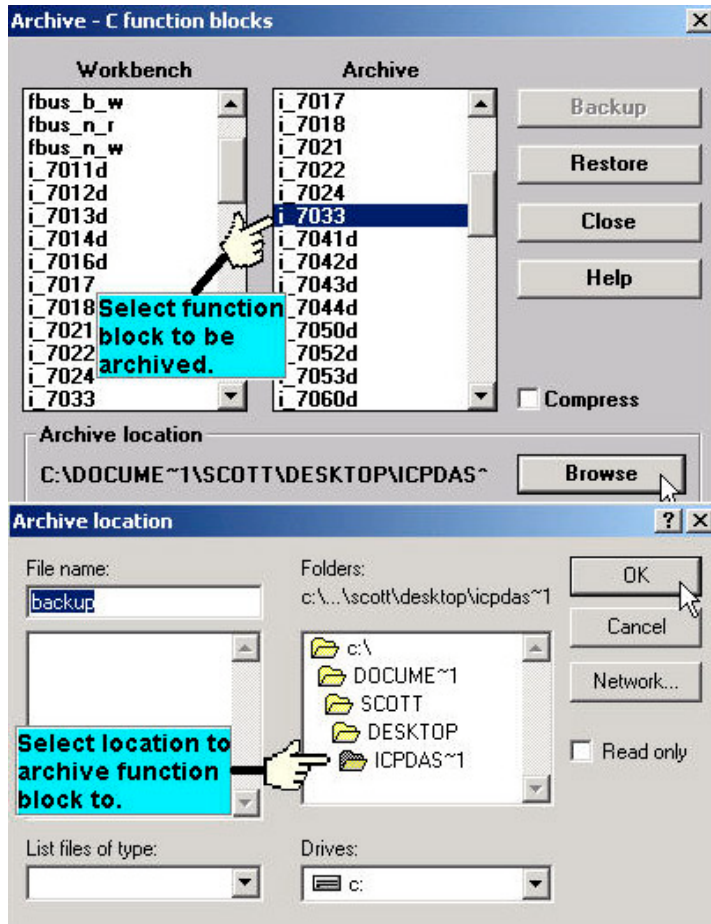 Archive - C function blocks
Workbench
fbus_b_w
fbus_n_r
fbus_n_w
i_7011d
i_7012d
i_7013d
i_7014d
i_7016d
i_7017
i_7018
i_7021
i_7022
i_7024
i_7033
Archive
i_7017
i_7018
i_7021
i_7022
i_7024
i_7033
i_7041d
i_7042d
i_7043d
_7044d
_7050d
_7052d
_7053d
i_7060d
Backup
Restore
Close
Help
Compress
Select function
block to be
archived.
Archive location
C:\DOCUME~1\SCOTT\DESKTOP\ICPDAS~
Browse
Archive location
File name:
backup
Folders:
c:\...\scott\desktop\icpdas~1
c:\
DOCUME~1
SCOTT
DESKTOP
ICPDAS~1
OK
Cancel
Network...
Read only
Select location to
archive function
block to.
List files of type:
Drives:
c: